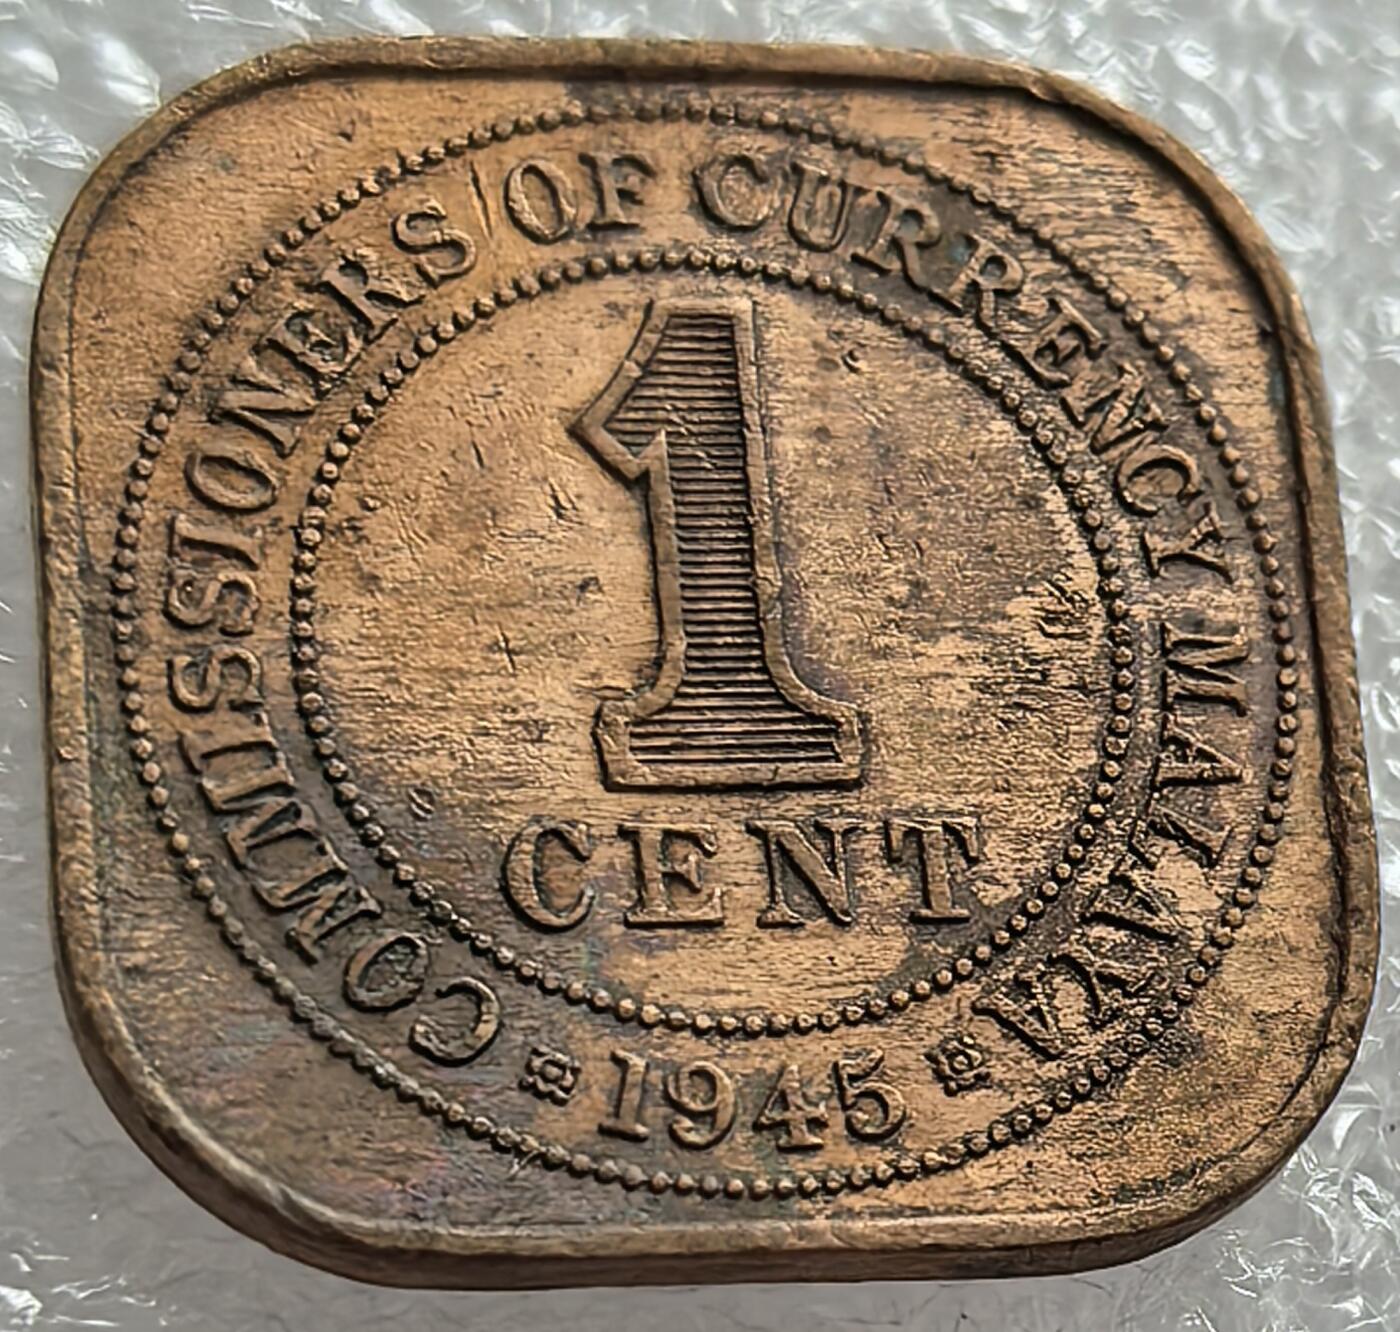 COMMISSIONERS OF CURRENCY MALAYA
1
CENT
1945